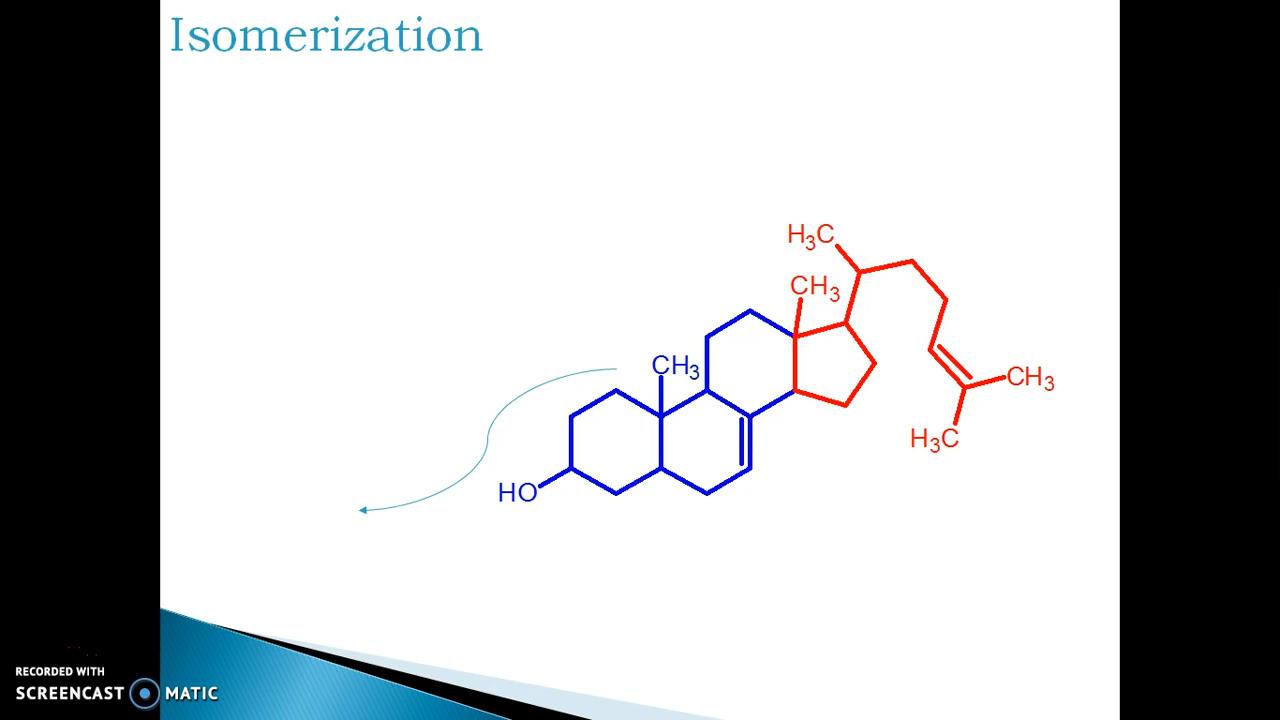 Isomerization
H₃C
CH₃
CH₃
CH₃
H₃C
HO
RECORDED WITH
SCREENCAST MATIC